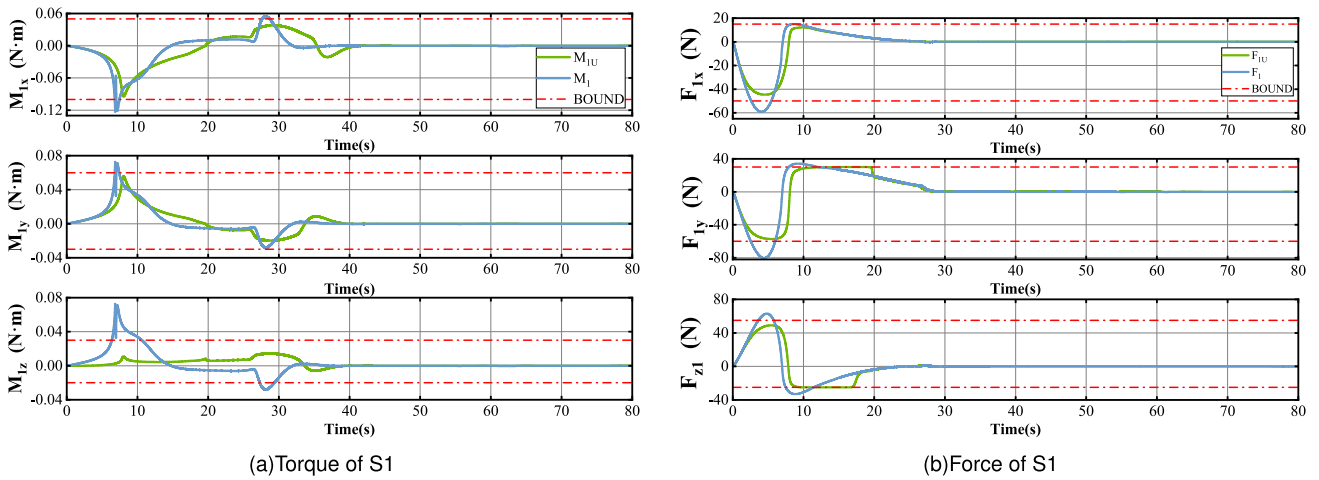 M1x (N·m)
0.06
0.00
-0.06
-0.12
0 10 20 30 40 50 60 70 80
Time(s)
M1U
M1
BOUND
M1y (N·m)
0.08
0.04
0.00
-0.04
0 10 20 30 40 50 60 70 80
Time(s)
M1z (N·m)
0.08
0.04
0.00
-0.04
0 10 20 30 40 50 60 70 80
Time(s)
(a)Torque of S1
F1x (N)
20
0
-20
-40
-60
0 10 20 30 40 50 60 70 80
Time(s)
F1U
F1
BOUND
F1y (N)
40
0
-40
-80
0 10 20 30 40 50 60 70 80
Time(s)
Fz1 (N)
80
40
0
-40
0 10 20 30 40 50 60 70 80
Time(s)
(b)Force of S1